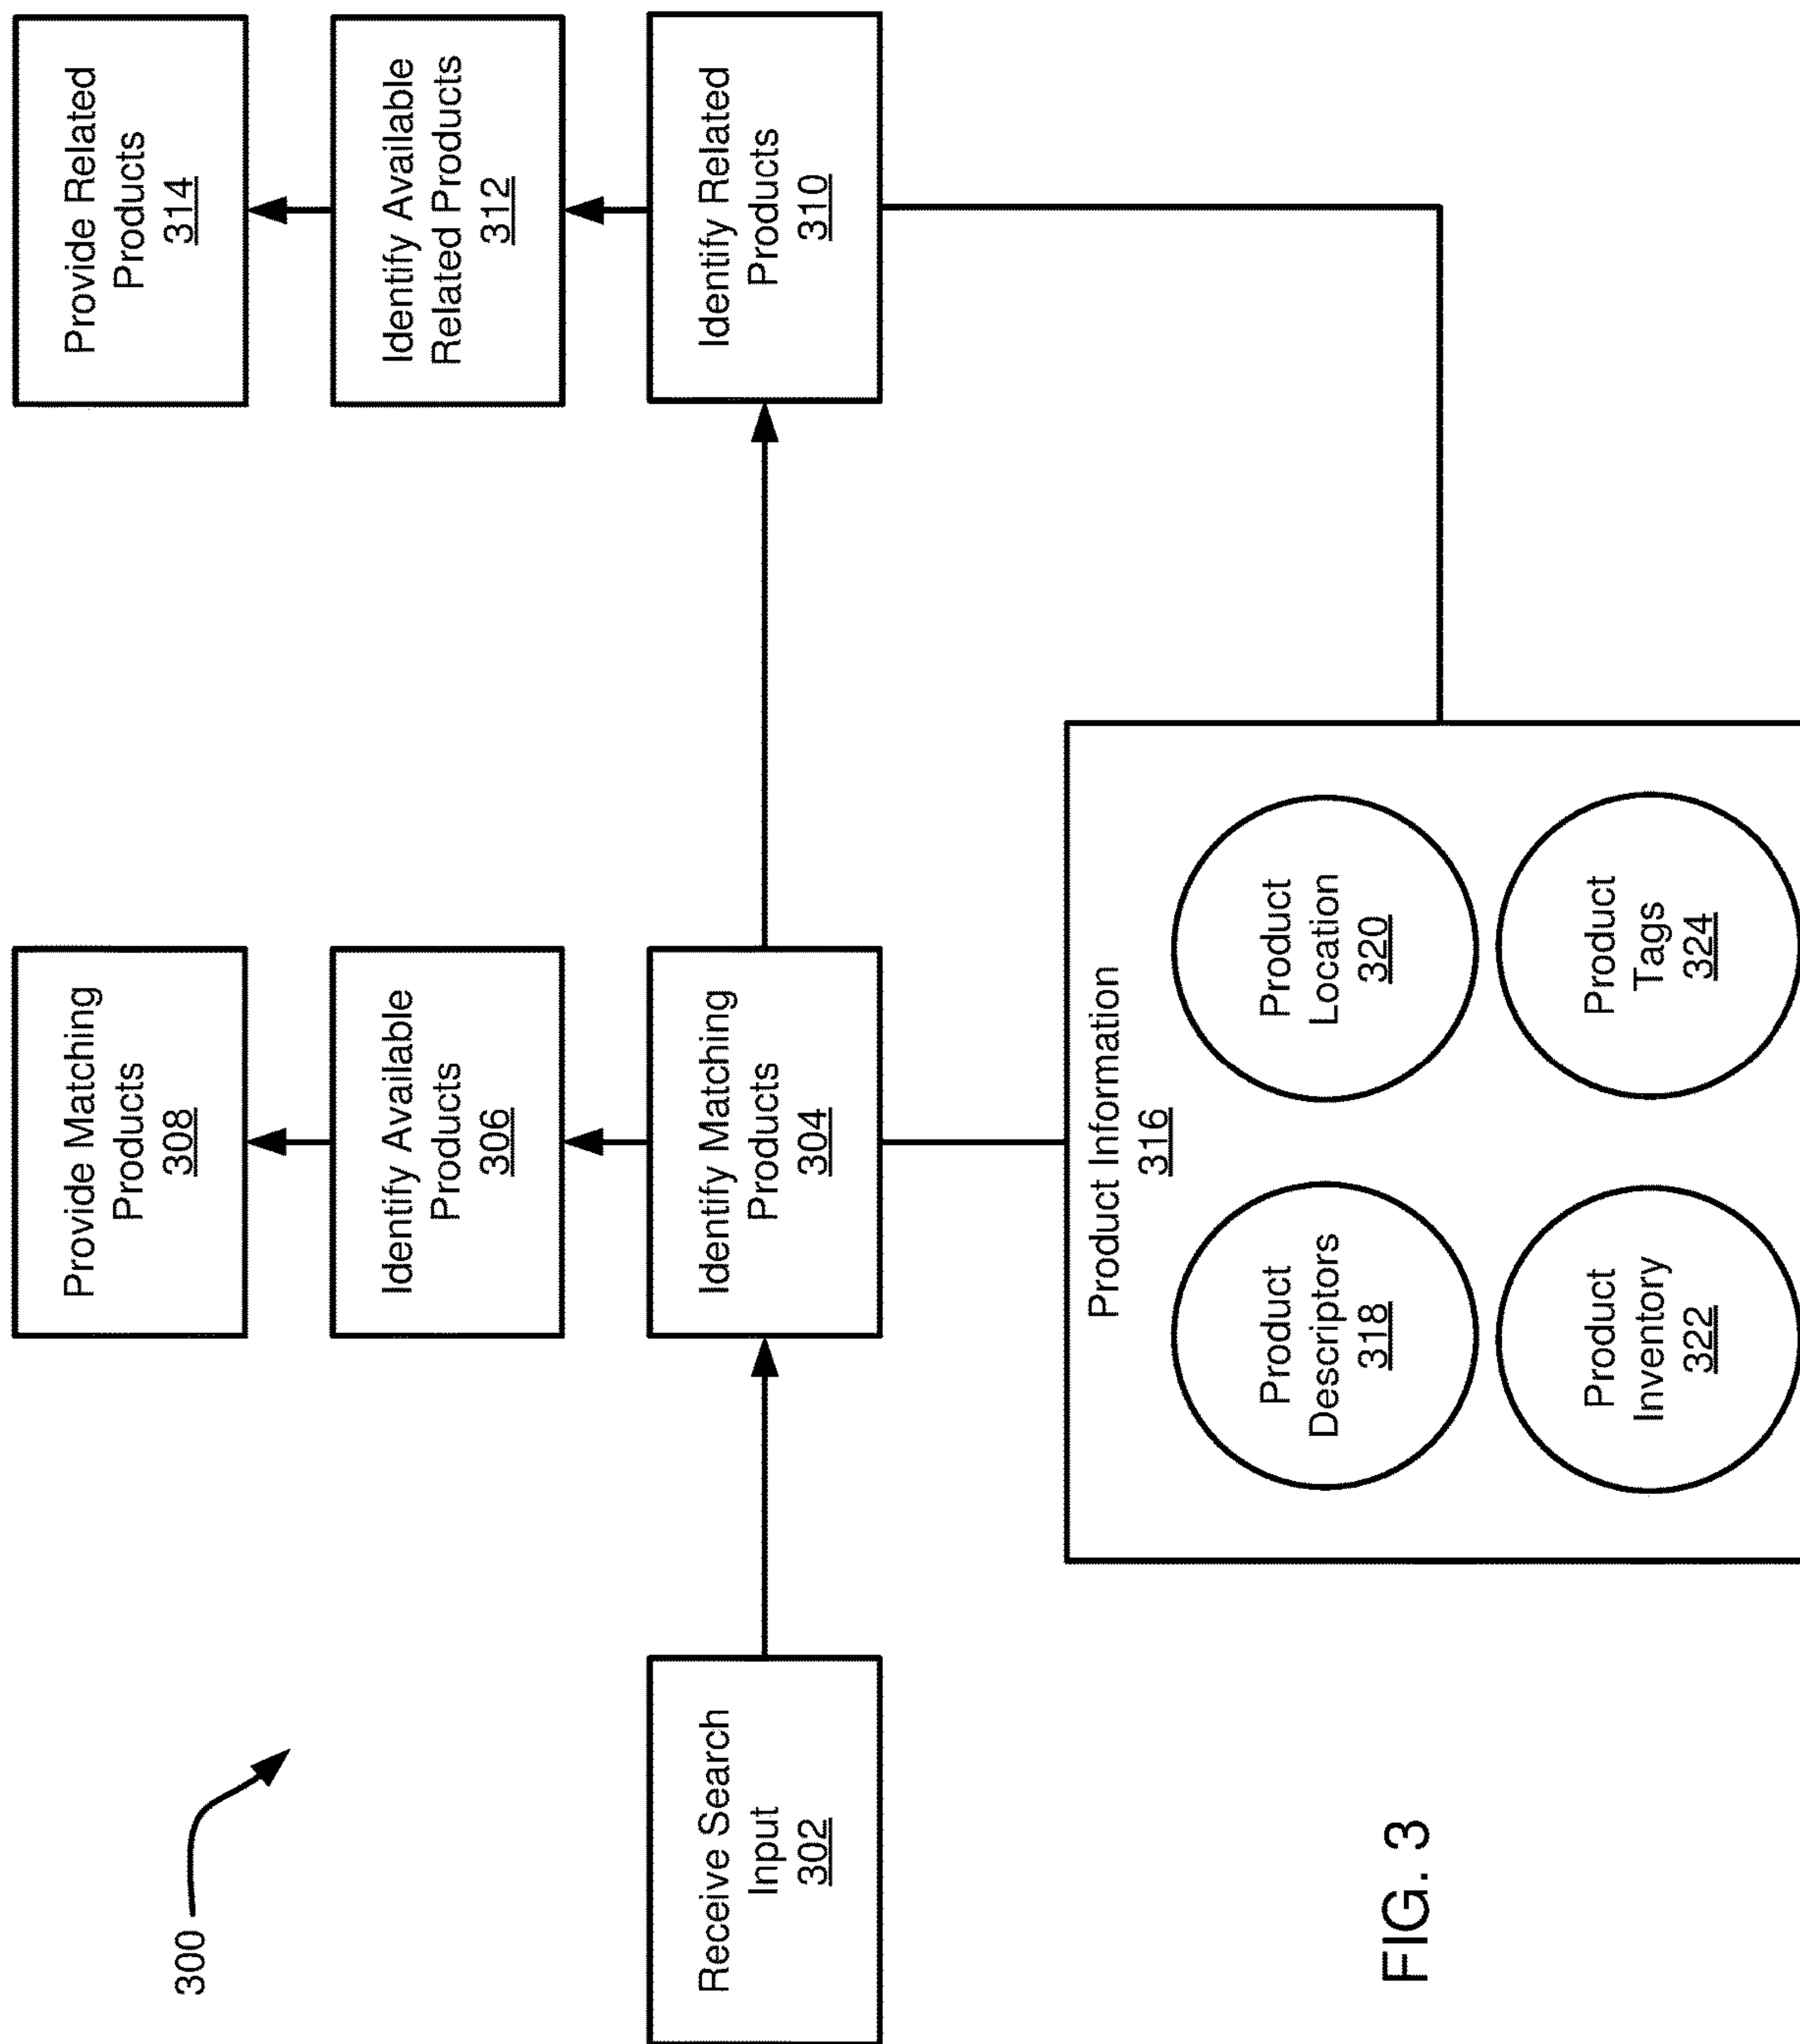 300
Provide Matching
Products
308
Provide Related
Products
314
Identify Available
Products
306
Identify Available
Related Products
312
Receive Search
Input
302
Identify Matching
Products
304
Identify Related
Products
310
Product Information
316
Product
Descriptors
318
Product
Location
320
Product
Inventory
322
Product
Tags
324
FIG. 3